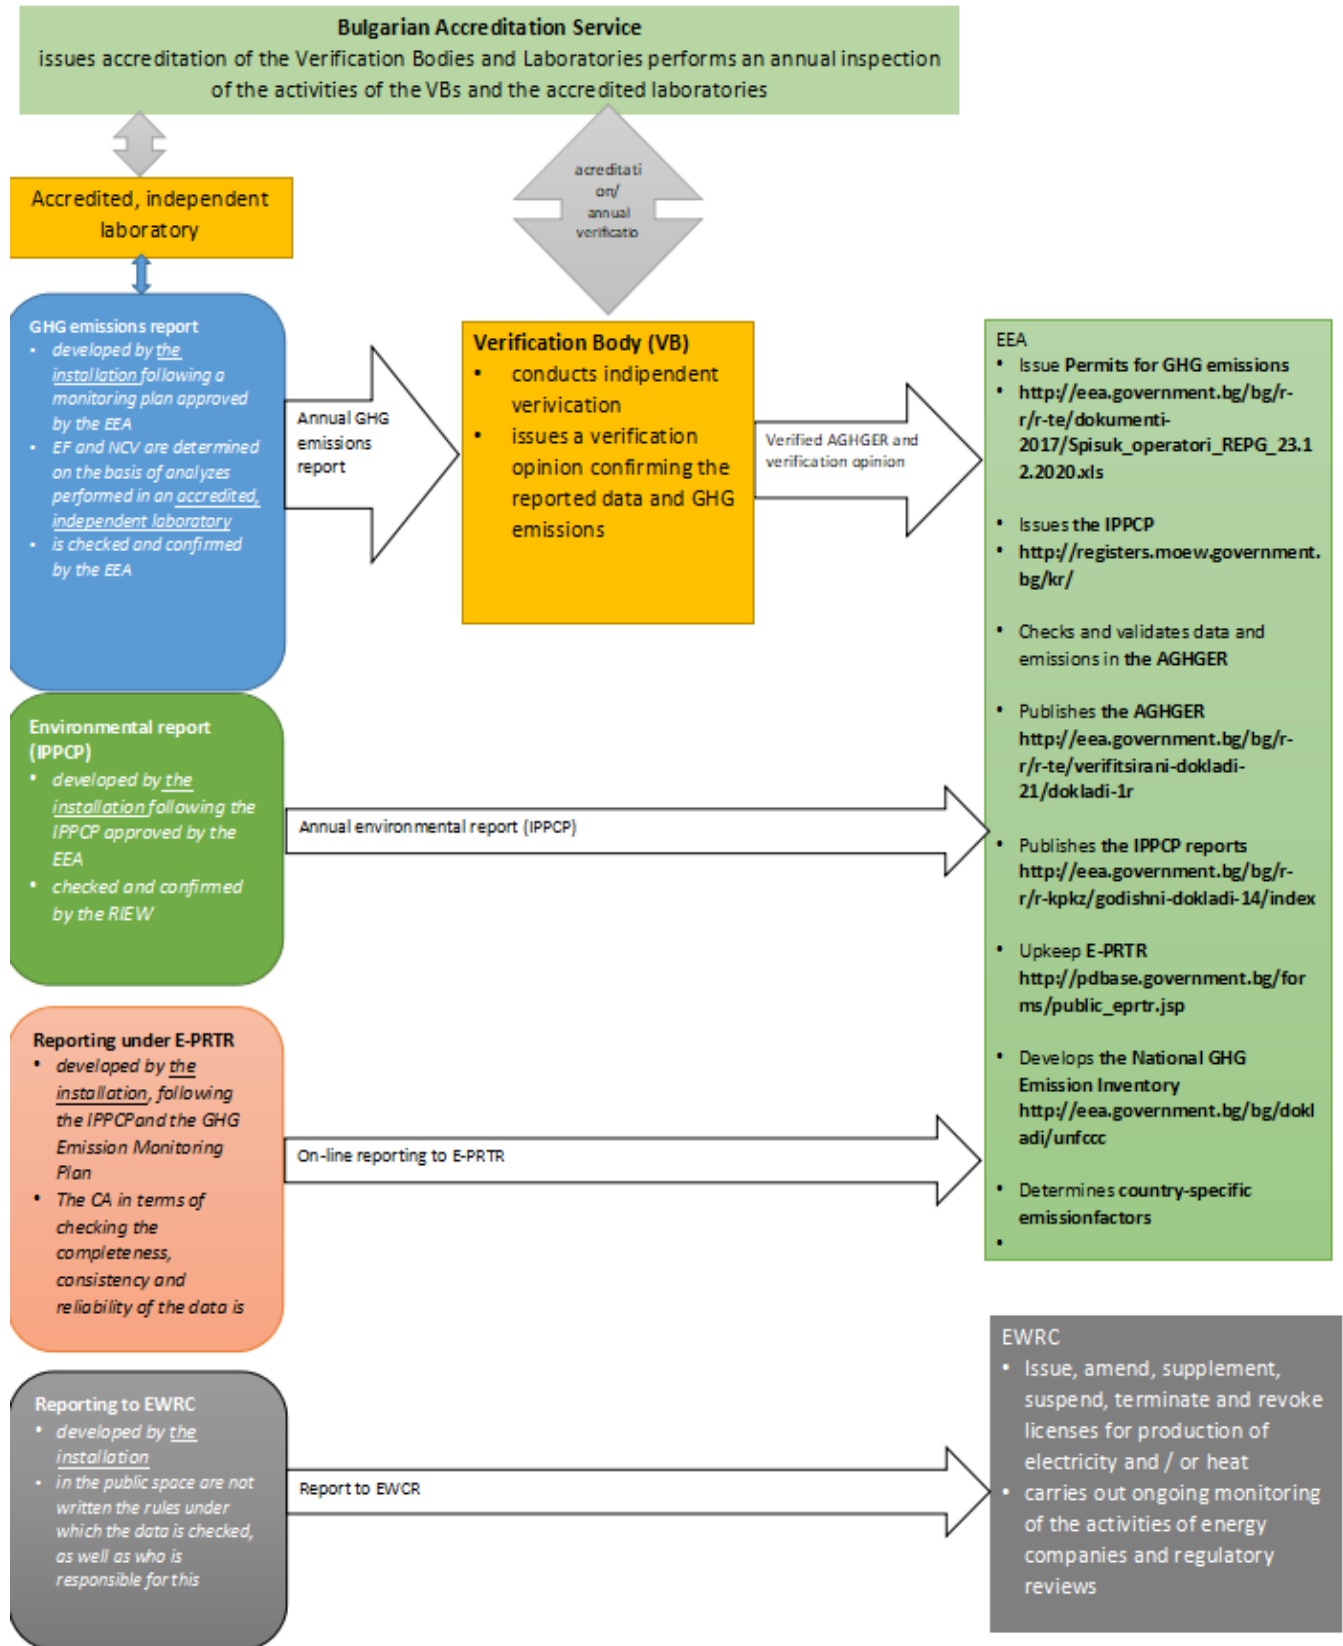 Bulgarian Accreditation Service
issues accreditation of the Verification Bodies and Laboratories performs an annual inspection
of the activities of the VBs and the accredited laboratories
acreditati
on/
annual
verificatio
Accredited, independent
laboratory
GHG emissions report
• developed by the
installation following a
monitoring plan approved
by the EEA
• EF and NCV are determined
on the basis of analyzes
performed in an accredited,
independent laboratory
• is checked and confirmed
by the EEA
Annual GHG
emissions
report
Verification Body (VB)
• conducts indipendent
verivication
• issues a verification
opinion confirming the
reported data and GHG
emissions
Verified AGHGER and
verification opinion
EEA
• Issue Permits for GHG emissions
• http://eea.government.bg/bg/r-
r/r-te/dokumenti-
2017/Spisuk_operatori_REPG_23.1
2.2020.xls
• Issues the IPPCP
• http://registers.moew.government.
bg/kr/
• Checks and validates data and
emissions in the AGHGER
• Publishes the AGHGER
http://eea.government.bg/bg/r-
r/r-te/verifitsirani-dokladi-
21/dokladi-1r
• Publishes the IPPCP reports
http://eea.government.bg/bg/r-
r/r-kpkz/godishni-dokladi-14/index
• Upkeep E-PRTR
http://pdbase.government.bg/for
ms/public_eprtr.jsp
• Develops the National GHG
Emission Inventory
http://eea.government.bg/bg/dokl
adi/unfccc
• Determines country-specific
emissionfactors
•
Environmental report
(IPPCP)
• developed by the
installation following the
IPPCP approved by the
EEA
• checked and confirmed
by the RIEW
Annual environmental report (IPPCP)
Reporting under E-PRTR
• developed by the
installation, following
the IPPCPand the GHG
Emission Monitoring
Plan
• The CA in terms of
checking the
completeness,
consistency and
reliability of the data is
On-line reporting to E-PRTR
Reporting to EWRC
• developed by the
installation
• in the public space are not
written the rules under
which the data is checked,
as well as who is
responsible for this
Report to EWCR
EWRC
• Issue, amend, supplement,
suspend, terminate and revoke
licenses for production of
electricity and / or heat
• carries out ongoing monitoring
of the activities of energy
companies and regulatory
reviews